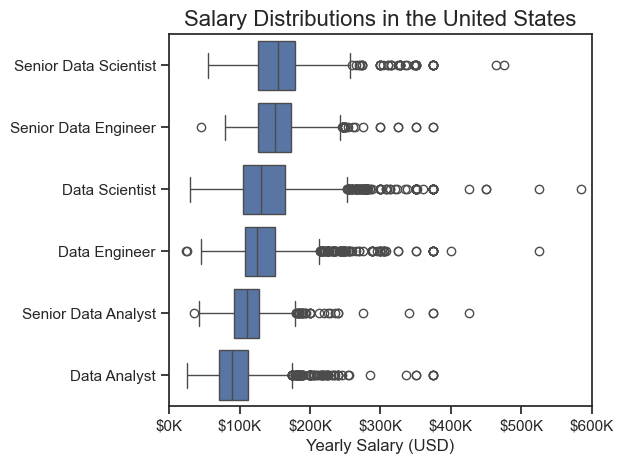 Salary Distributions in the United States
Senior Data Scientist
Senior Data Engineer
Data Scientist
Data Engineer
Senior Data Analyst
Data Analyst
$0K $100K $200K $300K $400K $500K $600K
Yearly Salary (USD)